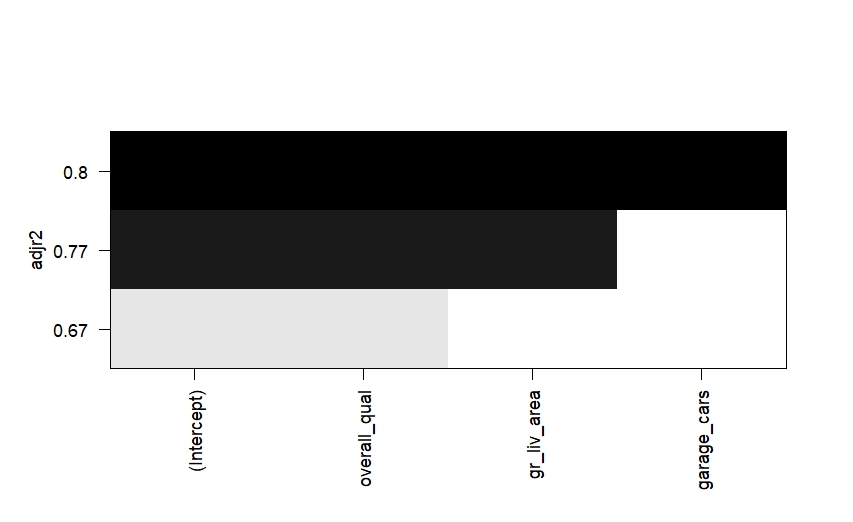 adjr2
0.8
0.77
0.67
(Intercept)
overall_qual
gr_liv_area
garage_cars